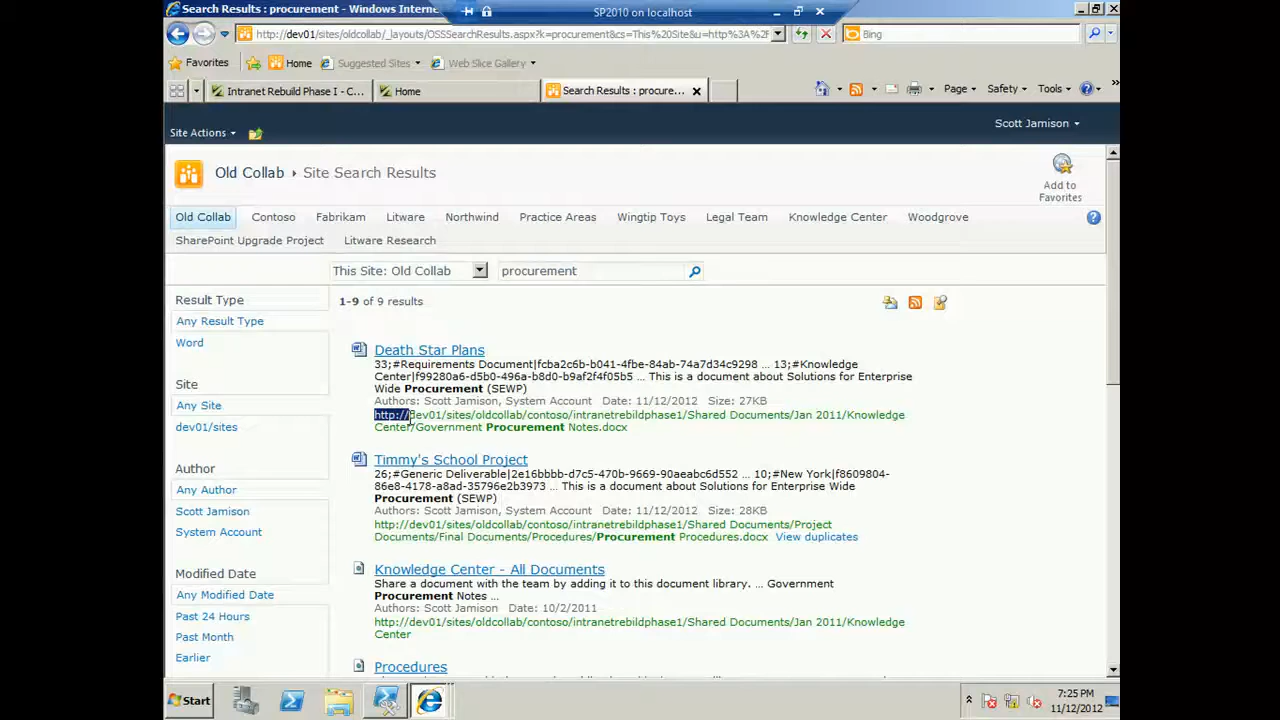 Search Results : procurement - Windows Interne
SP2010 on localhost
http://dev01/sites/oldcollab/_layouts/OSSSearchResults.aspx?k=procurement&cs=This%20Site&u=http%3A%2F
Bing
Favorites
Home
Suggested Sites
Web Slice Gallery
Intranet Rebuild Phase I - C...
Home
Search Results : procure...
Page
Safety
Tools
Site Actions
Scott Jamison
Old Collab
Site Search Results
Add to
Favorites
Old Collab
Contoso
Fabrikam
Litware
Northwind
Practice Areas
Wingtip Toys
Legal Team
Knowledge Center
Woodgrove
SharePoint Upgrade Project
Litware Research
This Site: Old Collab
procurement
Result Type
Any Result Type
Word
Site
Any Site
dev01/sites
Author
Any Author
Scott Jamison
System Account
Modified Date
Any Modified Date
Past 24 Hours
Past Month
Earlier
1-9 of 9 results
Death Star Plans
33;#Requirements Document|fcba2c6b-b041-4fbe-84ab-74a7d34c9298 ... 13;#Knowledge
Center|f99280a6-d5b0-496a-b8d0-b9af2f4f05b5 ... This is a document about Solutions for Enterprise
Wide Procurement (SEWP)
Authors: Scott Jamison, System Account Date: 11/12/2012 Size: 27KB
http://dev01/sites/oldcollab/contoso/intranetrebildphase1/Shared Documents/Jan 2011/Knowledge
Center/Government Procurement Notes.docx
Timmy's School Project
26;#Generic Deliverable|2e16bbbb-d7c5-470b-9669-90aeabc6d552 ... 10;#New York|f8609804-
86e8-4178-a8ad-35796e2b3973 ... This is a document about Solutions for Enterprise Wide
Procurement (SEWP)
Authors: Scott Jamison, System Account Date: 11/12/2012 Size: 28KB
http://dev01/sites/oldcollab/contoso/intranetrebildphase1/Shared Documents/Project
Documents/Final Documents/Procedures/Procurement Procedures.docx View duplicates
Knowledge Center - All Documents
Share a document with the team by adding it to this document library. ... Government
Procurement Notes ...
Authors: Scott Jamison Date: 10/2/2011
http://dev01/sites/oldcollab/contoso/intranetrebildphase1/Shared Documents/Jan 2011/Knowledge
Center
Procedures
Start
7:25 PM
11/12/2012